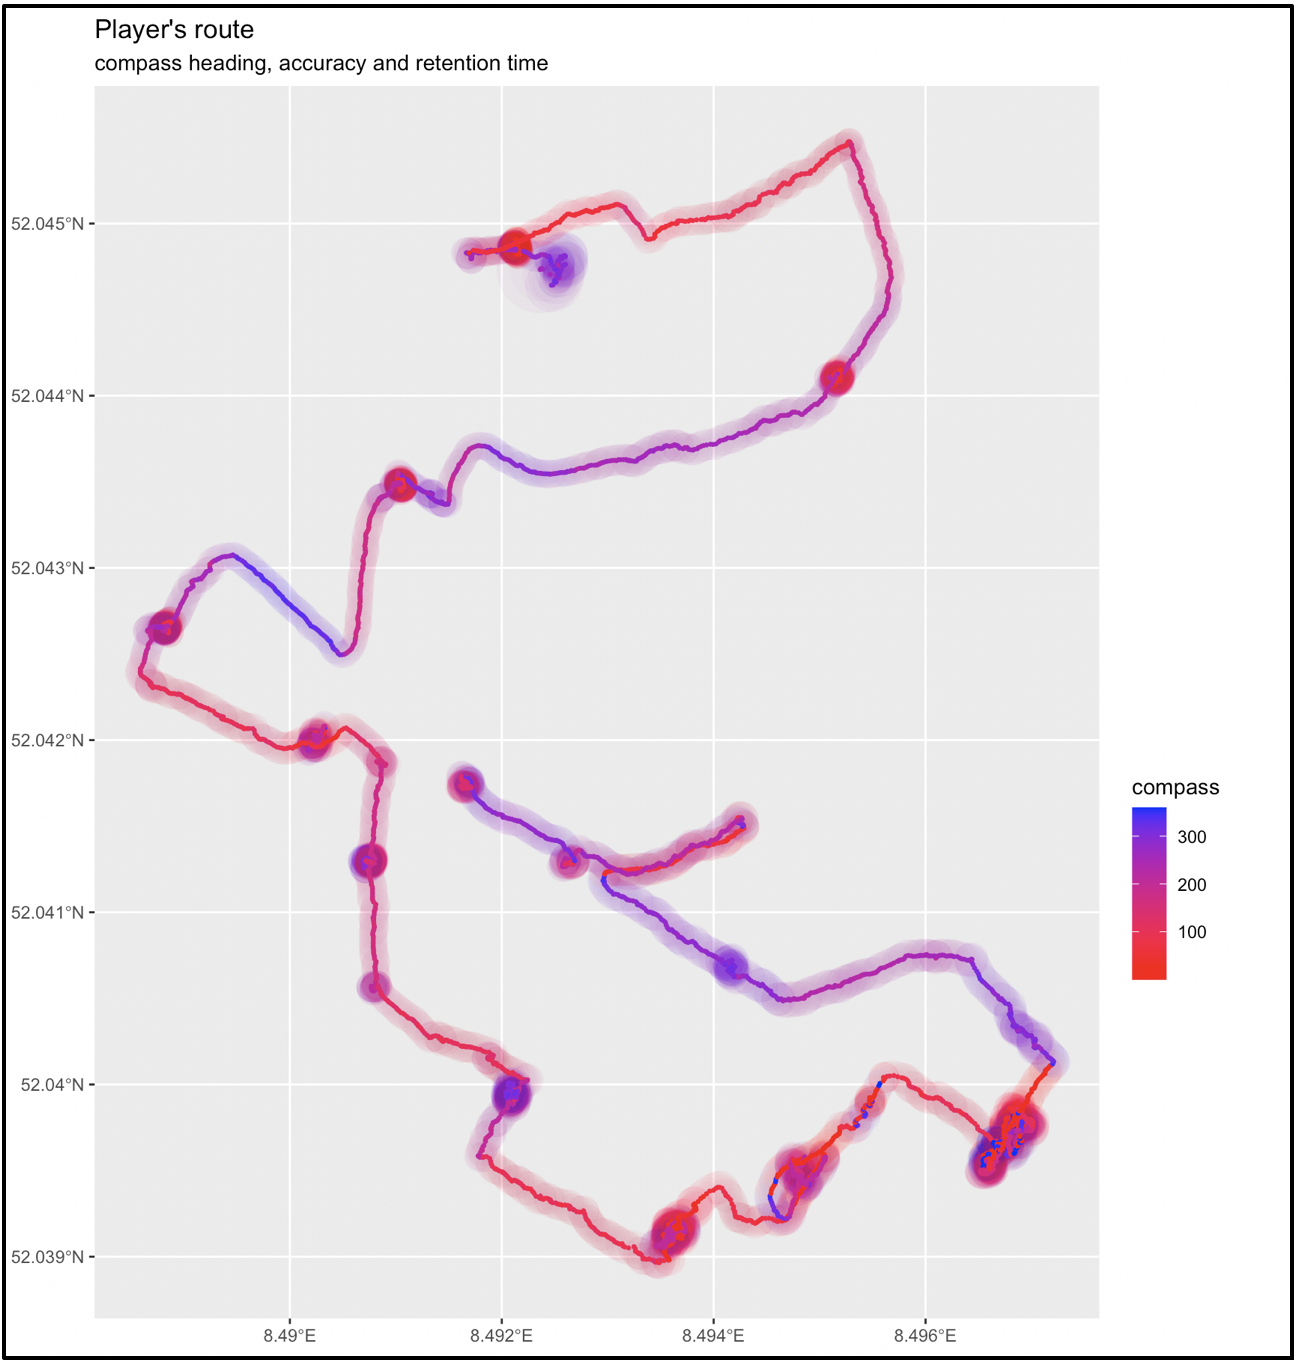 Player's route
compass heading, accuracy and retention time
52.045°N
52.044°N
52.043°N
52.042°N
52.041°N
52.04°N
52.039°N
8.49°E
8.492°E
8.494°E
8.496°E
compass
300
200
100